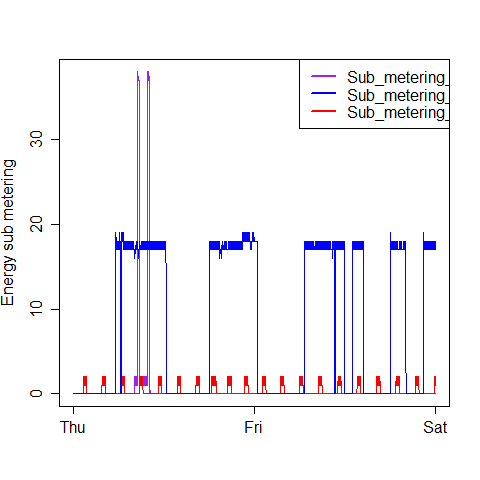 Sub_metering_
Sub_metering_
Sub_metering_
Energy sub metering
30
20
10
0
Thu Fri Sat